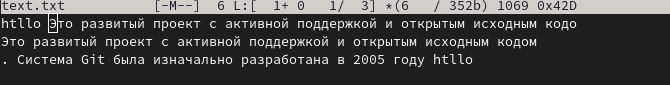 text.txt [-M--] 6 L:[ 1+ 0 1/ 3] *(6 / 352b) 1069 0x42D
htllo Это развитый проект с активной поддержкой и открытым исходным кодо
Это развитый проект с активной поддержкой и открытым исходным кодом
. Система Git была изначально разработана в 2005 году htllo